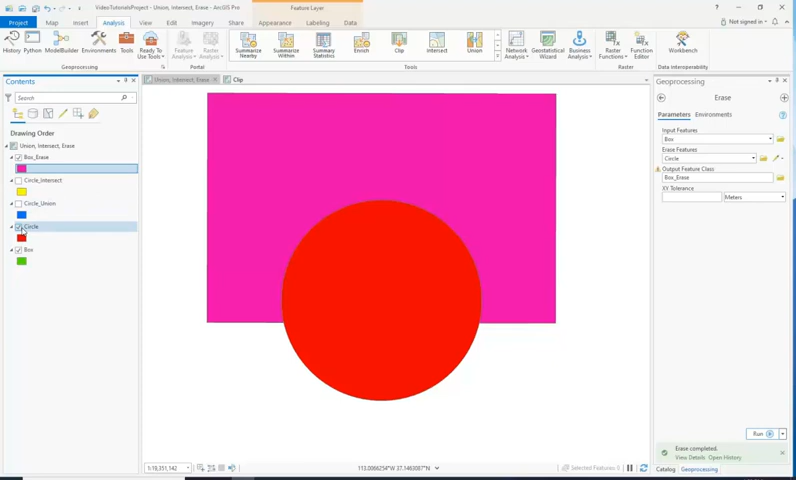 VideoTutorialsProject - Union, Intersect, Erase - ArcGIS Pro
Feature Layer
? 
Project Map Insert Analysis View Edit Imagery Share Appearance Labeling Data
Not signed in
History Python ModelBuilder Environments Tools Ready To Use Tools
Feature Analysis Raster Analysis
Summarize Nearby Summarize Within Summary Statistics Enrich Clip Intersect Union
Network Analysis Geostatistical Wizard Business Analysis Raster Functions Function Editor Workbench
Geoprocessing Portal Tools Raster Data Interoperability
Contents
Search
Drawing Order
Union, Intersect, Erase
Box_Erase
Circle_Intersect
Circle_Union
Circle
Box
Union, Intersect, Erase Clip
1:18,351,142
113.0066254°W 37.1463087°N
Selected Features: 0
Geoprocessing
Erase
Parameters Environments
Input Features
Box
Erase Features
Circle
Output Feature Class
Box_Erase
XY Tolerance
Meters
Run
Erase completed.
View Details Open History
Catalog Geoprocessing